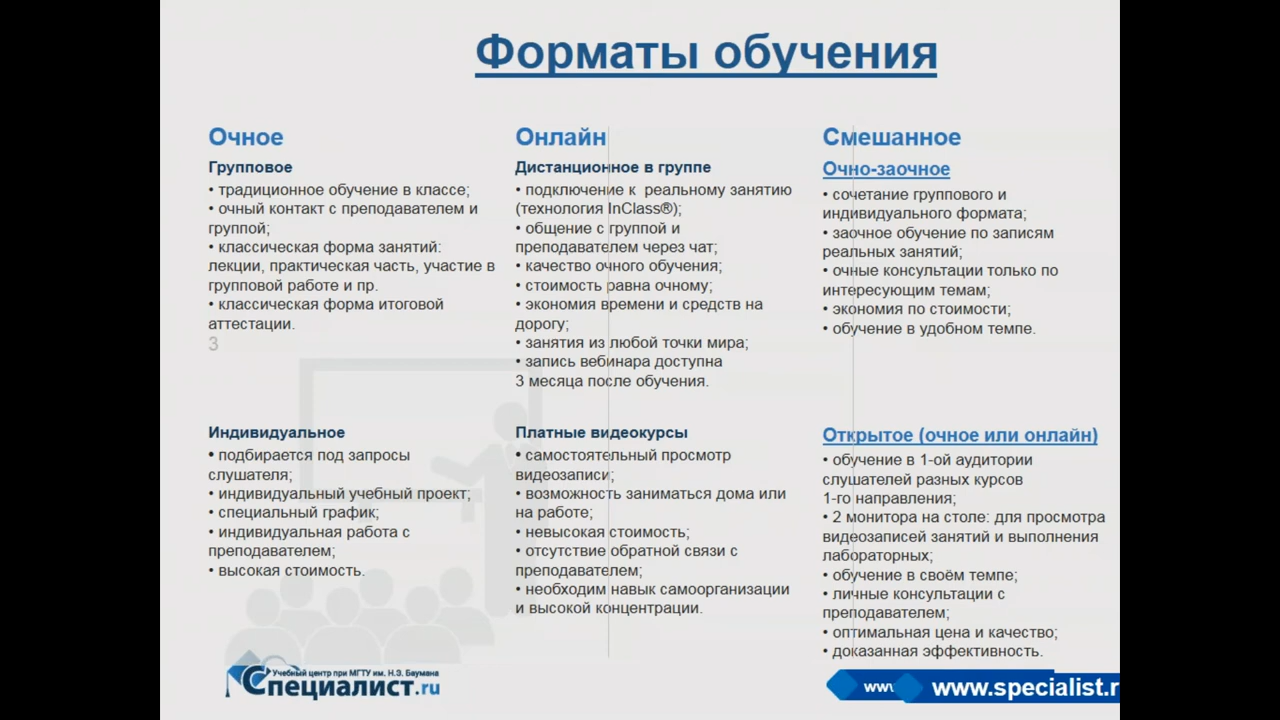 Форматы обучения
Очное
Групповое
• традиционное обучение в классе;
• очный контакт с преподавателем и
группой;
• классическая форма занятий:
лекции, практическая часть, участие в
групповой работе и пр.
• классическая форма итоговой
аттестации.
3
Индивидуальное
• подбирается под запросы
слушателя;
• индивидуальный учебный проект;
• специальный график;
• индивидуальная работа с
преподавателем;
• высокая стоимость.
Онлайн
Дистанционное в группе
• подключение к реальному занятию
(технология InClass®);
• общение с группой и
преподавателем через чат;
• качество очного обучения;
• стоимость равна очному;
• экономия времени и средств на
дорогу;
• занятия из любой точки мира;
• запись вебинара доступна
3 месяца после обучения.
Платные видеокурсы
• самостоятельный просмотр
видеозаписи;
• возможность заниматься дома или
на работе;
• невысокая стоимость;
• отсутствие обратной связи с
преподавателем;
• необходим навык самоорганизации
и высокой концентрации.
Смешанное
Очно-заочное
• сочетание группового и
индивидуального формата;
• заочное обучение по записям
реальных занятий;
• очные консультации только по
интересующим темам;
• экономия по стоимости;
• обучение в удобном темпе.
Открытое (очное или онлайн)
• обучение в 1-ой аудитории
слушателей разных курсов
1-го направления;
• 2 монитора на столе: для просмотра
видеозаписей занятий и выполнения
лабораторных;
• обучение в своём темпе;
• личные консультации с
преподавателем;
• оптимальная цена и качество;
• доказанная эффективность.
Учебный центр при МГТУ им. Н.Э. Баумана
Специалист.ru
www.
www.specialist.r